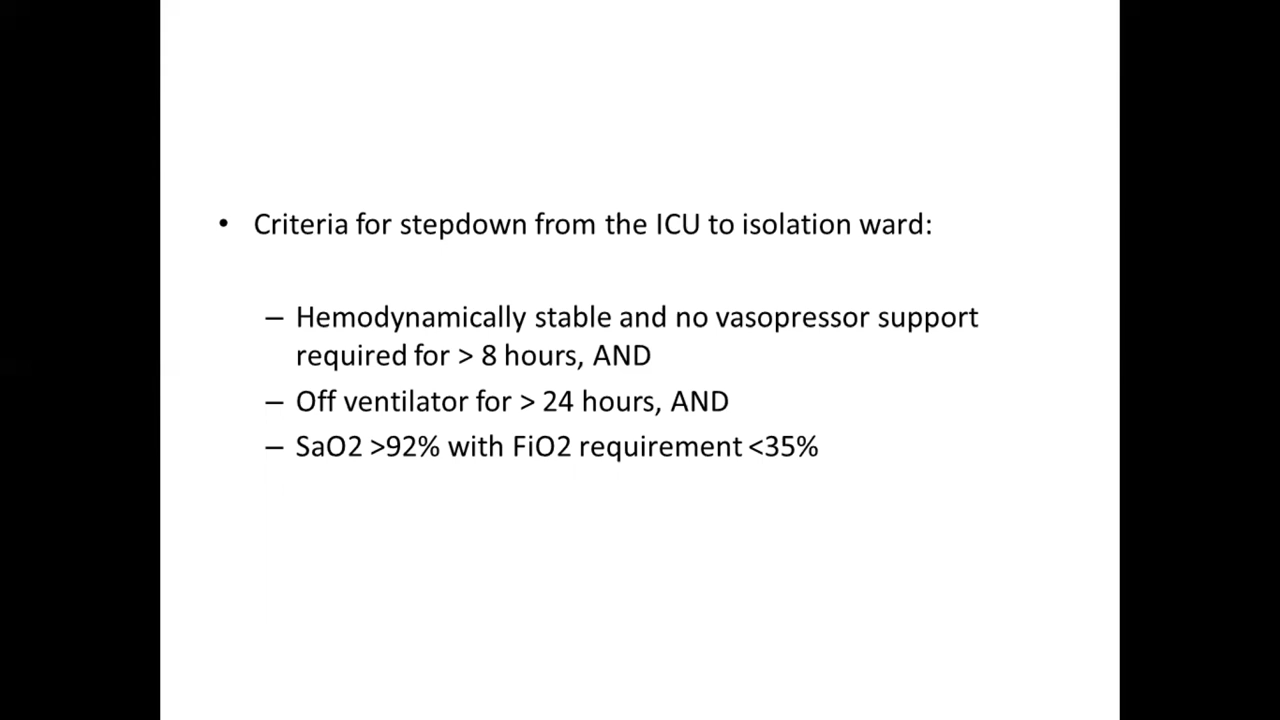 • Criteria for stepdown from the ICU to isolation ward:
– Hemodynamically stable and no vasopressor support
required for > 8 hours, AND
– Off ventilator for > 24 hours, AND
– SaO2 >92% with FiO2 requirement <35%